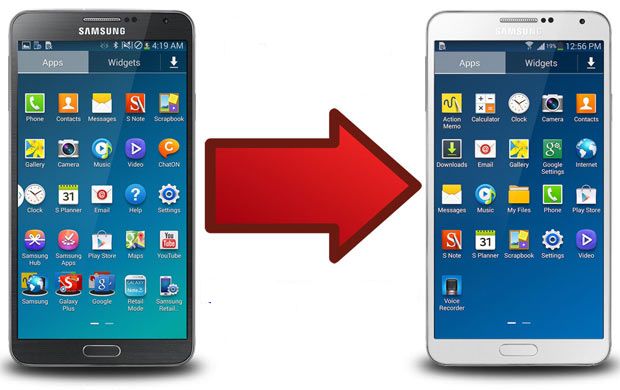 SAMSUNG
4:19 AM
Apps Widgets
Phone Contacts Messages S Note Scrapbook
Gallery Camera Music Video ChatON
Clock S Planner Email Help Settings
Samsung Hub Samsung Apps Play Store Maps YouTube
Samsung Galaxy Plus Google Retail Mode Samsung Retail...
SAMSUNG
19% 12:56 PM
Apps Widgets
Action Memo Calculator Clock Camera Contacts
Downloads Email Gallery Google Settings Internet
Messages Music My Files Phone Play Store
S Note S Planner Scrapbook Settings Video
Voice Recorder